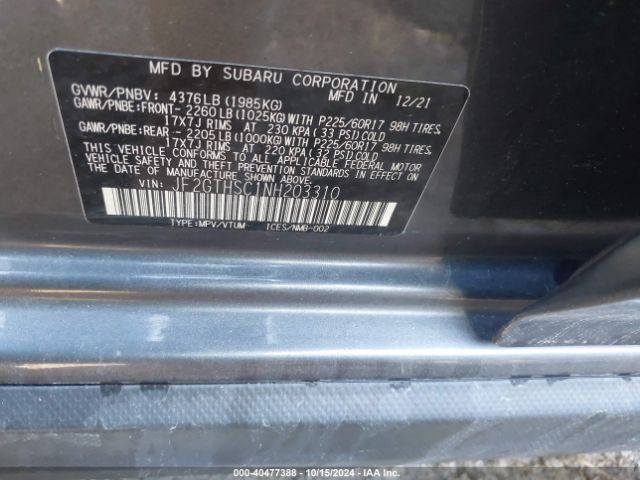 MFD BY SUBARU CORPORATION
GVWR/PNBV: 4376LB (1985KG) MFD IN 12/21
GAWR/PNBE:FRONT- 2260LB (1025KG) WITH P225/60R17 98H TIRES,
17X7J RIMS AT 230 KPA (33 PSI) COLD
GAWR/PNBE:REAR- 2205LB (1000KG) WITH P225/60R17 98H TIRES,
17X7J RIMS AT 220 KPA (32 PSI) COLD
THIS VEHICLE CONFORMS TO ALL APPLICABLE FEDERAL MOTOR
VEHICLE SAFETY STANDARDS IN EFFECT ON THE
DATE OF MANUFACTURE SHOWN ABOVE.
VIN: JF2GTHSC1NH203310
TYPE:MPV/VTUM ICES/NMB-002
000-40477388 - 10/15/2024 - IAA Inc.